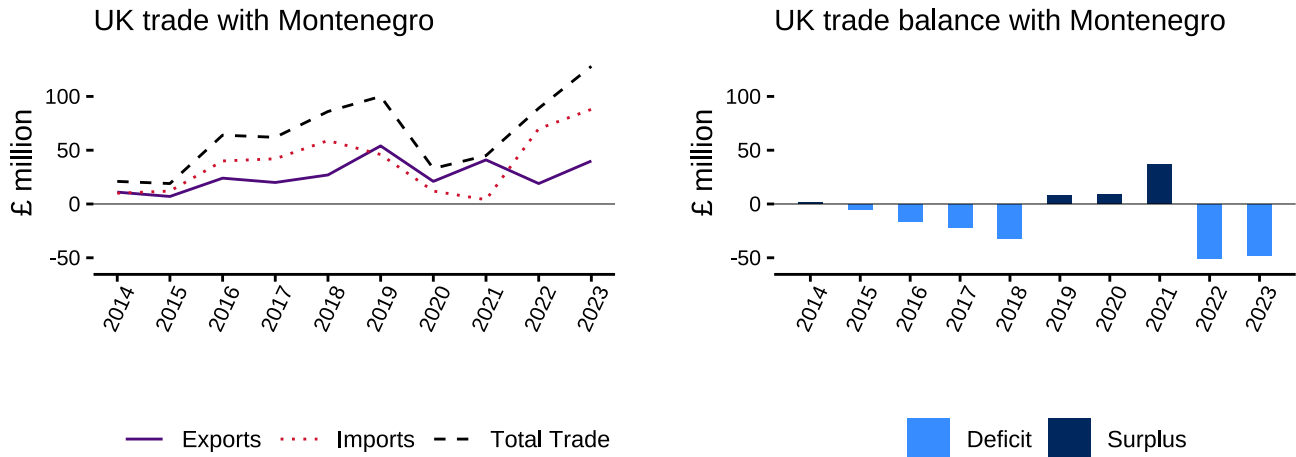 UK trade with Montenegro
£ million
100
50
0
-50
2014 2015 2016 2017 2018 2019 2020 2021 2022 2023
Exports Imports Total Trade
UK trade balance with Montenegro
£ million
100
50
0
-50
2014 2015 2016 2017 2018 2019 2020 2021 2022 2023
Deficit Surplus